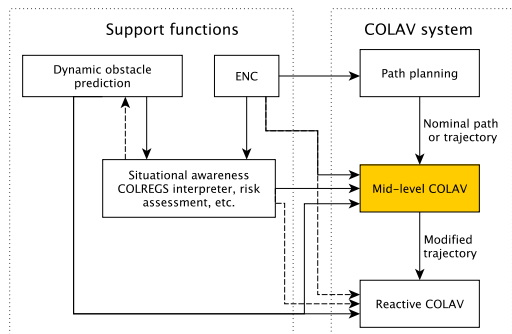 Support functions
COLAV system
Dynamic obstacle
prediction
ENC
Path planning
Nominal path
or trajectory
Situational awareness
COLREGS interpreter, risk
assessment, etc.
Mid-level COLAV
Modified
trajectory
Reactive COLAV